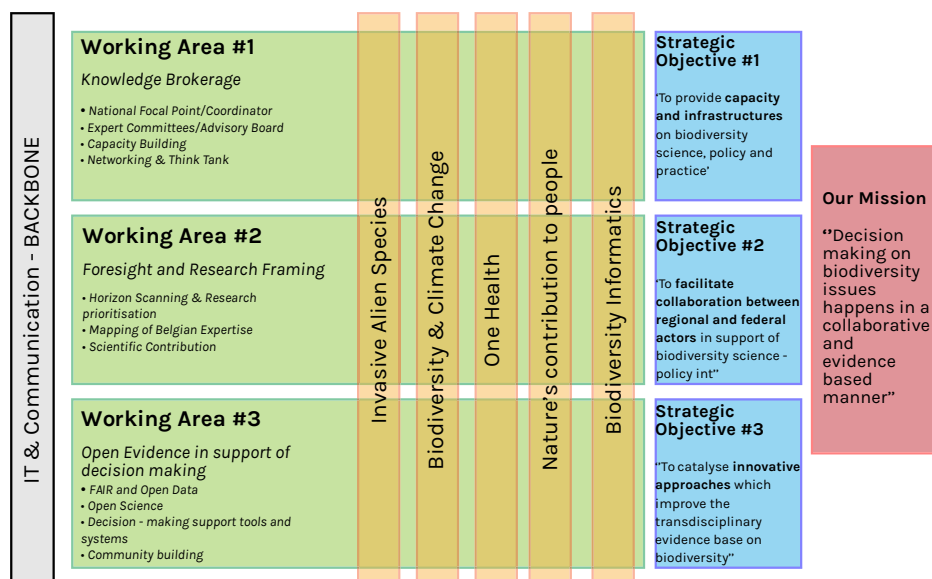 IT & Communication - BACKBONE
Working Area #1
Knowledge Brokerage
• National Focal Point/Coordinator
• Expert Committees/Advisory Board
• Capacity Building
• Networking & Think Tank
Working Area #2
Foresight and Research Framing
• Horizon Scanning & Research
prioritisation
• Mapping of Belgian Expertise
• Scientific Contribution
Working Area #3
Open Evidence in support of
decision making
• FAIR and Open Data
• Open Science
• Decision - making support tools and
systems
• Community building
Invasive Alien Species
Biodiversity & Climate Change
One Health
Nature's contribution to people
Biodiversity Informatics
Strategic
Objective #1
'To provide capacity
and infrastructures
on biodiversity
science, policy and
practice'
Strategic
Objective #2
'To facilitate
collaboration between
regional and federal
actors in support of
biodiversity science -
policy int”
Strategic
Objective #3
“To catalyse innovative
approaches which
improve the
transdisciplinary
evidence base on
biodiversity”
Our Mission
“Decision
making on
biodiversity
issues
happens in a
collaborative
and
evidence
based
manner”